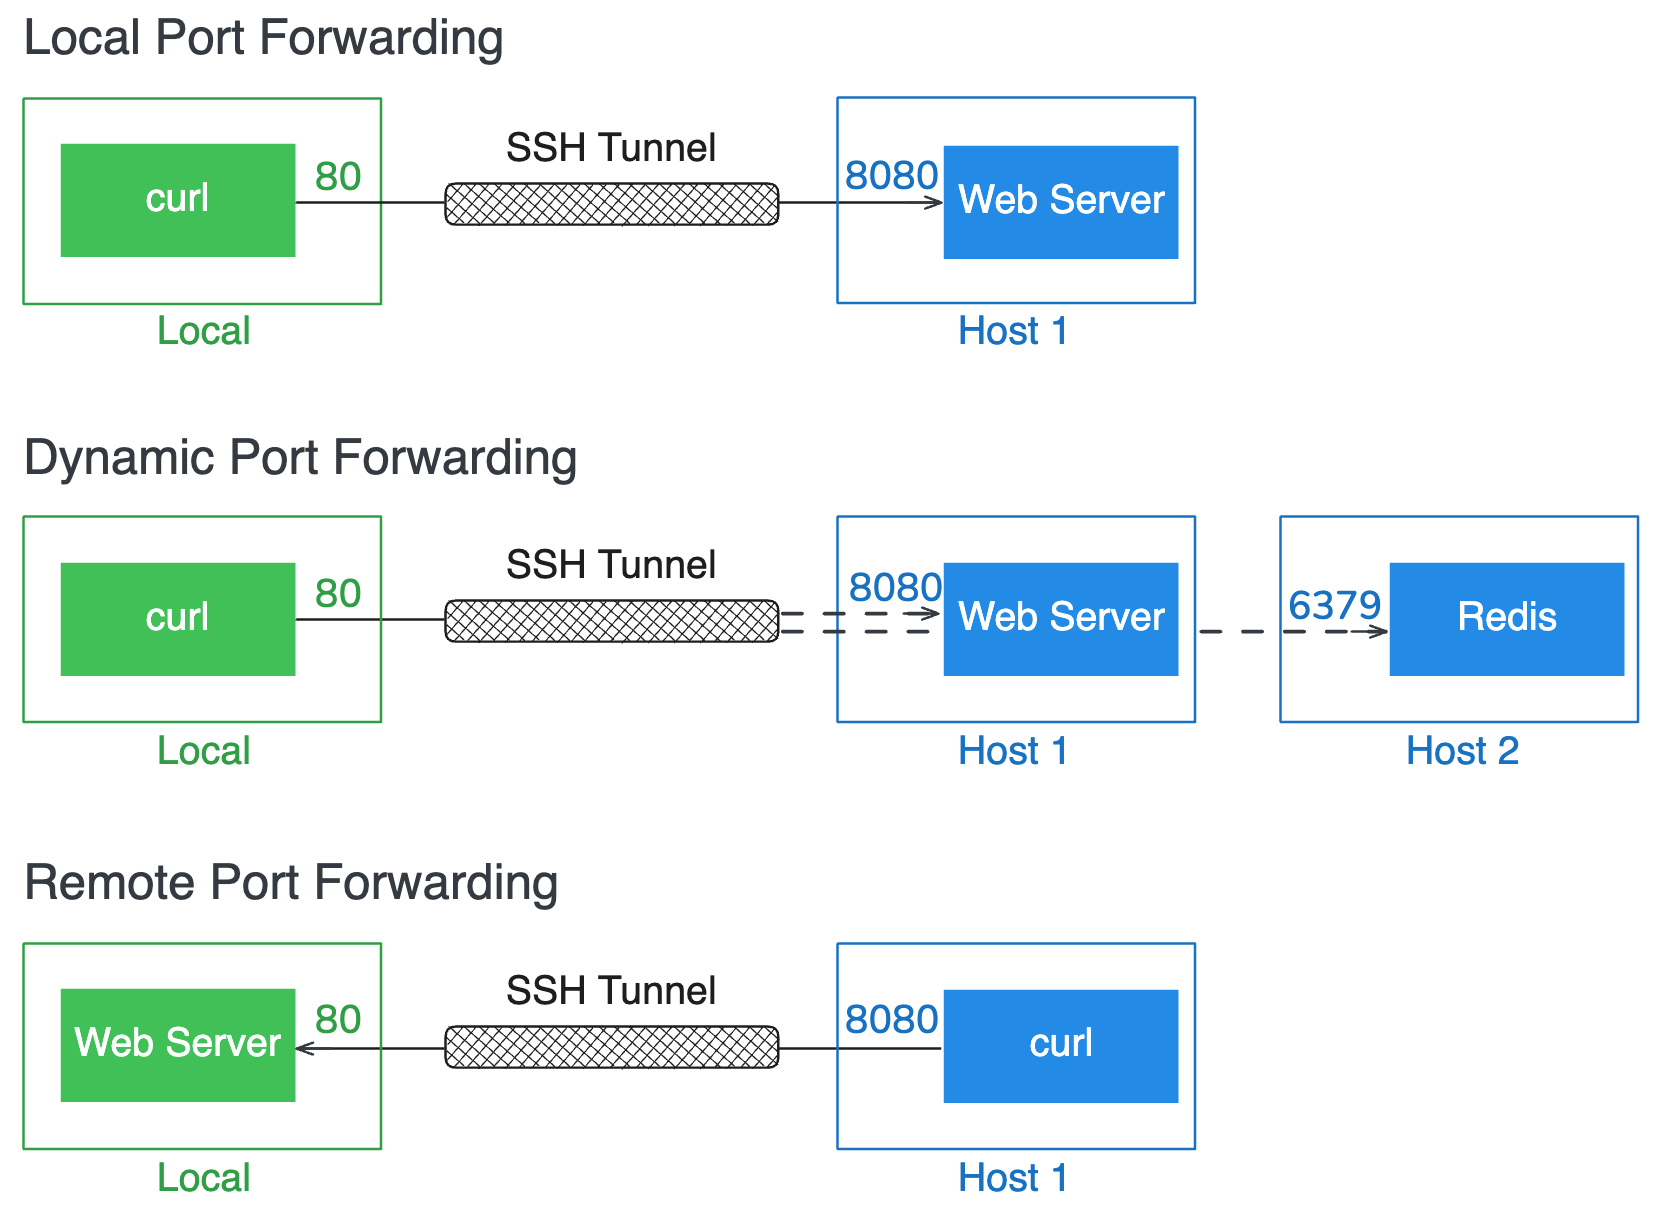 Local Port Forwarding
SSH Tunnel
curl
80
8080
Web Server
Local
Host 1
Dynamic Port Forwarding
SSH Tunnel
curl
80
8080
Web Server
6379
Redis
Local
Host 1
Host 2
Remote Port Forwarding
SSH Tunnel
Web Server
80
8080
curl
Local
Host 1